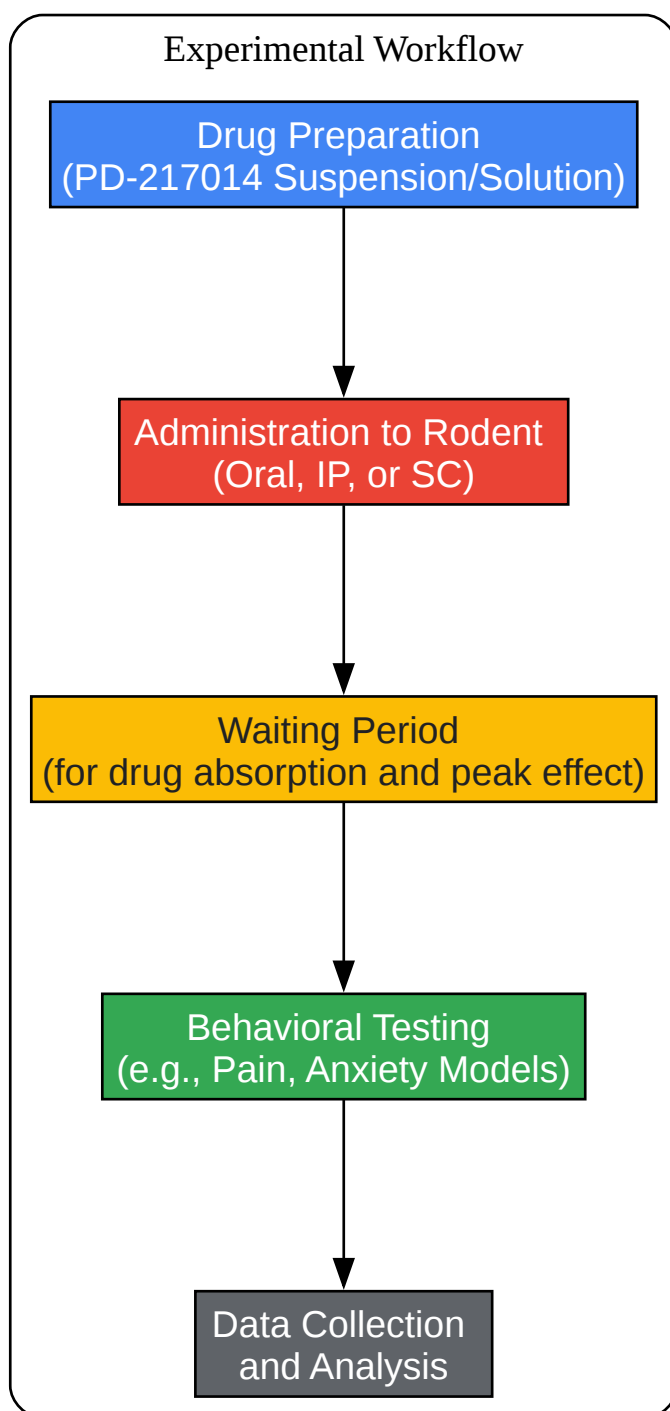 Experimental Workflow
Drug Preparation
(PD-217014 Suspension/Solution)
Administration to Rodent
(Oral, IP, or SC)
Waiting Period
(for drug absorption and peak effect)
Behavioral Testing
(e.g., Pain, Anxiety Models)
Data Collection
and Analysis